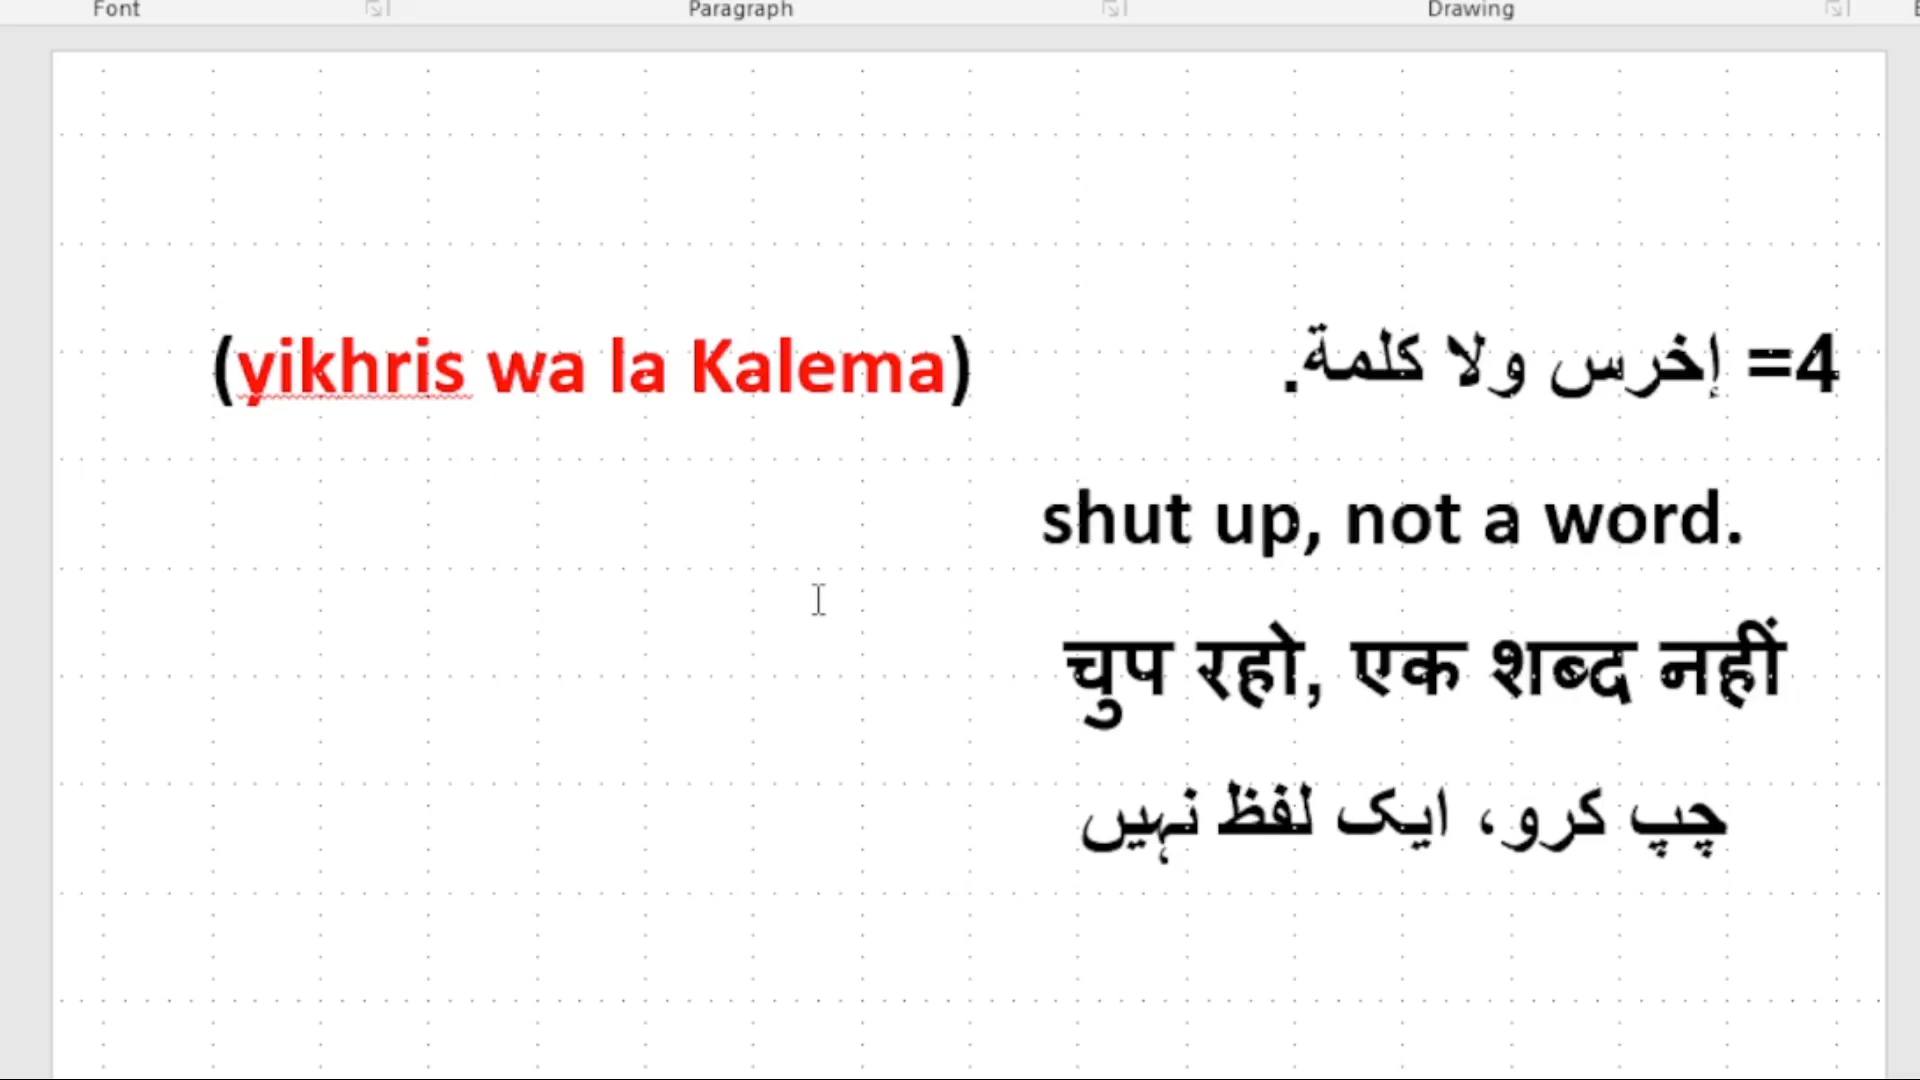 Font Paragraph Drawing
4= إخرس ولا كلمة. (yikhris wa la Kalema)
shut up, not a word.
चुप रहो, एक शब्द नहीं
چپ کرو، ایک لفظ نہیں